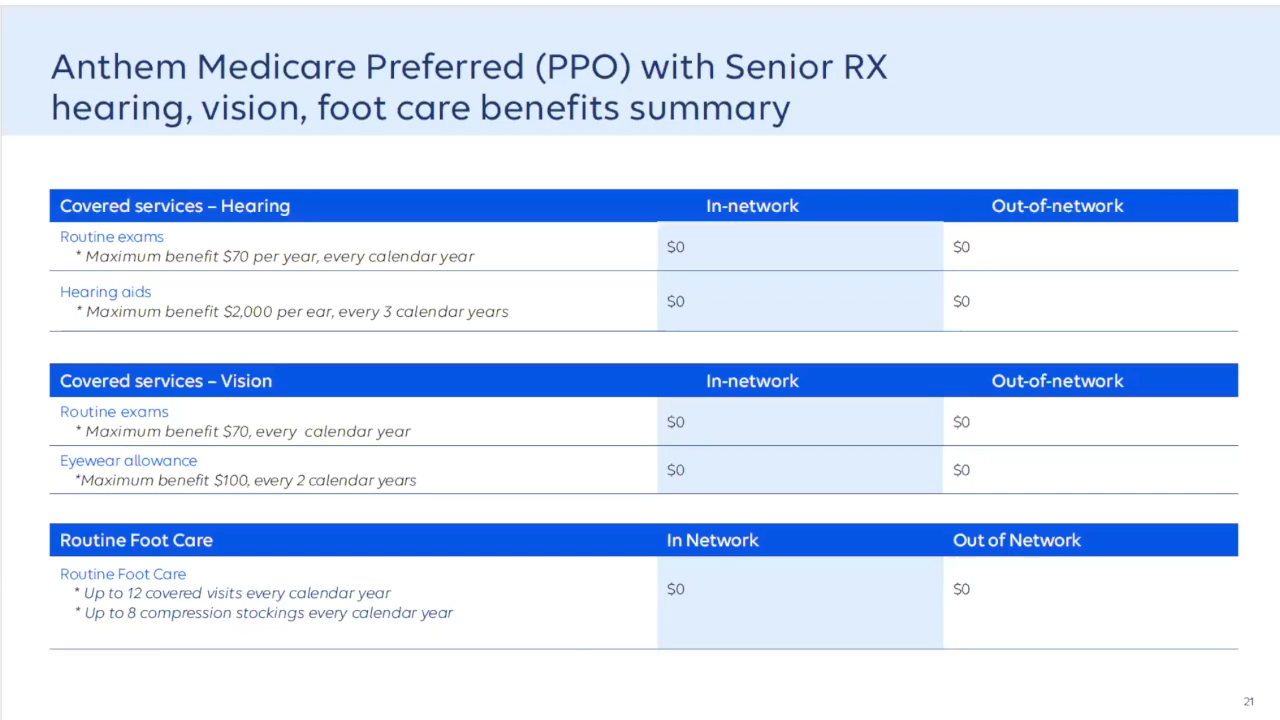 Anthem Medicare Preferred (PPO) with Senior RX
hearing, vision, foot care benefits summary
Covered services – Hearing In-network Out-of-network
Routine exams
* Maximum benefit $70 per year, every calendar year
$0 $0
Hearing aids
* Maximum benefit $2,000 per ear, every 3 calendar years
$0 $0
Covered services – Vision In-network Out-of-network
Routine exams
* Maximum benefit $70, every calendar year
$0 $0
Eyewear allowance
*Maximum benefit $100, every 2 calendar years
$0 $0
Routine Foot Care In Network Out of Network
Routine Foot Care
* Up to 12 covered visits every calendar year
* Up to 8 compression stockings every calendar year
$0 $0
21